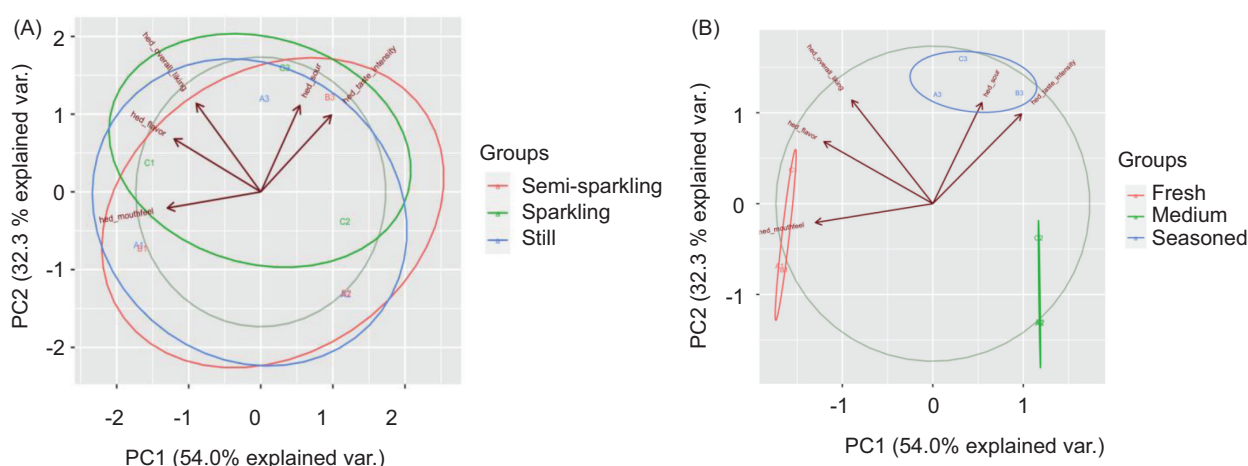 (A)
PC2 (32.3 % explained var.)
2
1
0
-1
-2
-2
-1
0
1
2
PC1 (54.0% explained var.)
hed_overall_liking
hed_flavor
hed_mouthfeel
hed_sour
hed_taste_intensity
C3
A3
B3
C1
C2
A1
B1
A2
Groups
Semi-sparkling
Sparkling
Still
(B)
PC2 (32.3 % explained var.)
1
0
-1
-1
0
1
PC1 (54.0% explained var.)
hed_overall_liking
hed_flavor
hed_mouthfeel
hed_sour
hed_taste_intensity
C3
A3
B3
C2
Groups
Fresh
Medium
Seasoned